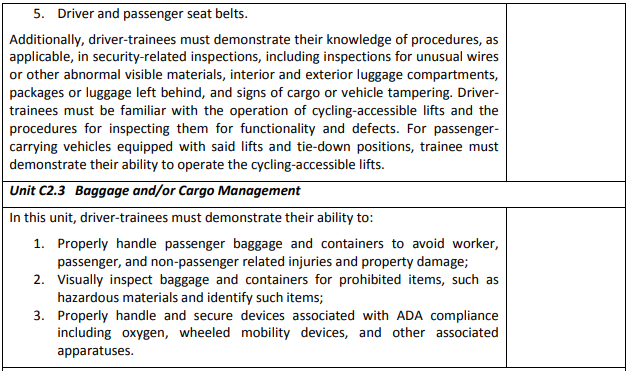 5. Driver and passenger seat belts.
Additionally, driver-trainees must demonstrate their knowledge of procedures, as
applicable, in security-related inspections, including inspections for unusual wires
or other abnormal visible materials, interior and exterior luggage compartments,
packages or luggage left behind, and signs of cargo or vehicle tampering. Driver-
trainees must be familiar with the operation of cycling-accessible lifts and the
procedures for inspecting them for functionality and defects. For passenger-
carrying vehicles equipped with said lifts and tie-down positions, trainee must
demonstrate their ability to operate the cycling-accessible lifts.
Unit C2.3 Baggage and/or Cargo Management
In this unit, driver-trainees must demonstrate their ability to:
1. Properly handle passenger baggage and containers to avoid worker,
passenger, and non-passenger related injuries and property damage;
2. Visually inspect baggage and containers for prohibited items, such as
hazardous materials and identify such items;
3. Properly handle and secure devices associated with ADA compliance
including oxygen, wheeled mobility devices, and other associated
apparatuses.